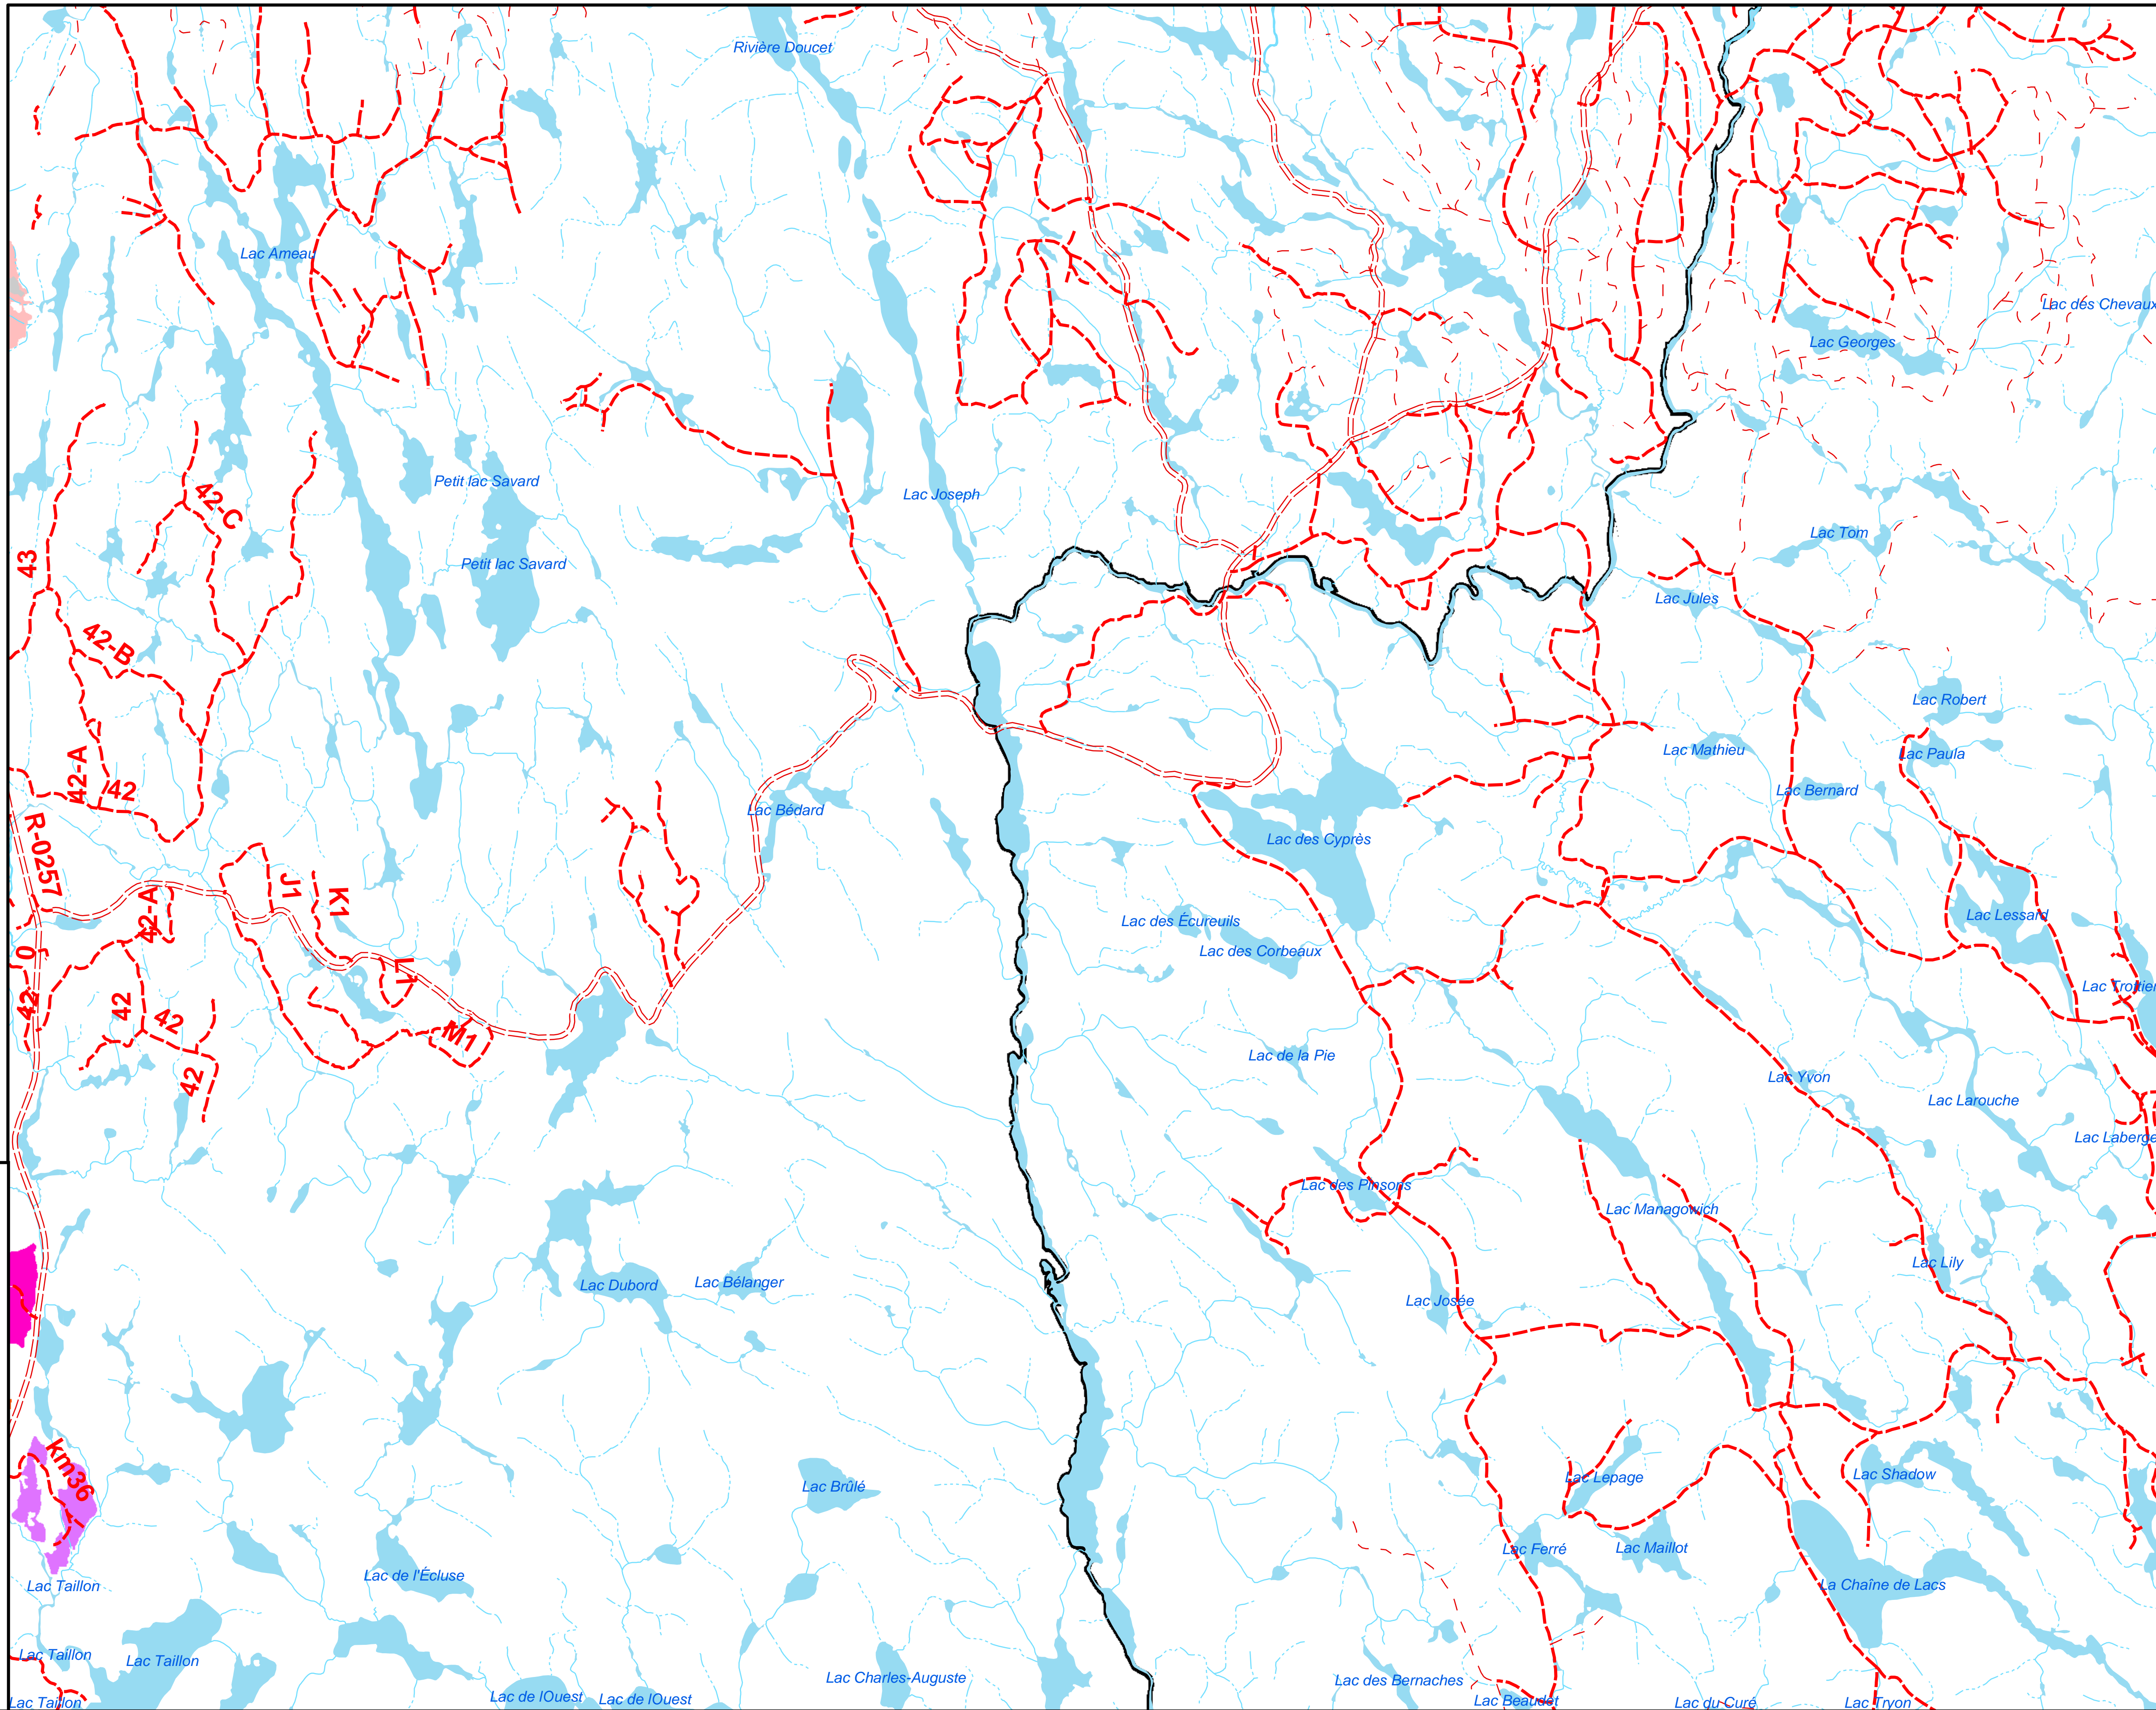 Rivière Doucet
Lac Ameau
Lac des Chevaux
Lac Georges
Petit lac Savard
Lac Joseph
42-C
Lac Tom
43
Petit lac Savard
Lac Jules
42-B
Lac Robert
Lac Mathieu
Lac Paula
42-A
42
Lac Bernard
Lac Bédard
Lac des Cyprès
R-0257
J1
K1
42-A
Lac des Écureuils
Lac Lessard
Lac des Corbeaux
0
L1
Lac Trottier
42
42
42
M1
Lac de la Pie
42
Lac Yvon
Lac Larouche
Lac Laberge
Lac des Pinsons
Lac Managowich
Lac Lily
Lac Dubord
Lac Bélanger
Lac Josée
Km36
Lac Brûlé
Lac Lepage
Lac Shadow
Lac Ferré
Lac Maillot
Lac Taillon
Lac de l'Écluse
La Chaîne de Lacs
Lac Taillon
Lac Taillon
Lac Charles-Auguste
Lac des Bernaches
Lac Taillon
Lac de lOuest
Lac de lOuest
Lac Beaudet
Lac du Curé
Lac Tryon